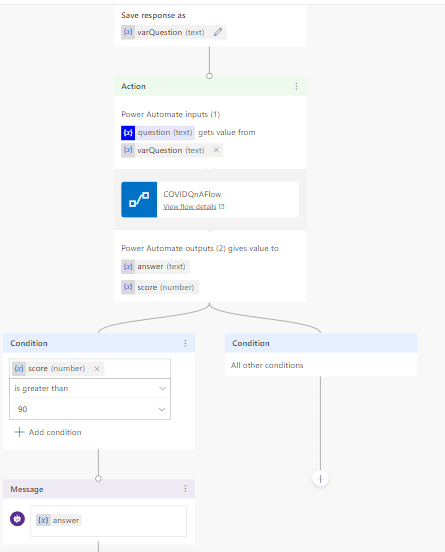 Save response as
{x} varQuestion (text)
Action
Power Automate inputs (1)
{x} question (text) gets value from
{x} varQuestion (text) ×
COVIDQnAFlow
View flow details
Power Automate outputs (2) gives value to
{x} answer (text)
{x} score (number)
Condition
{x} score (number) ×
is greater than
90
+ Add condition
Condition
All other conditions
Message
{x} answer